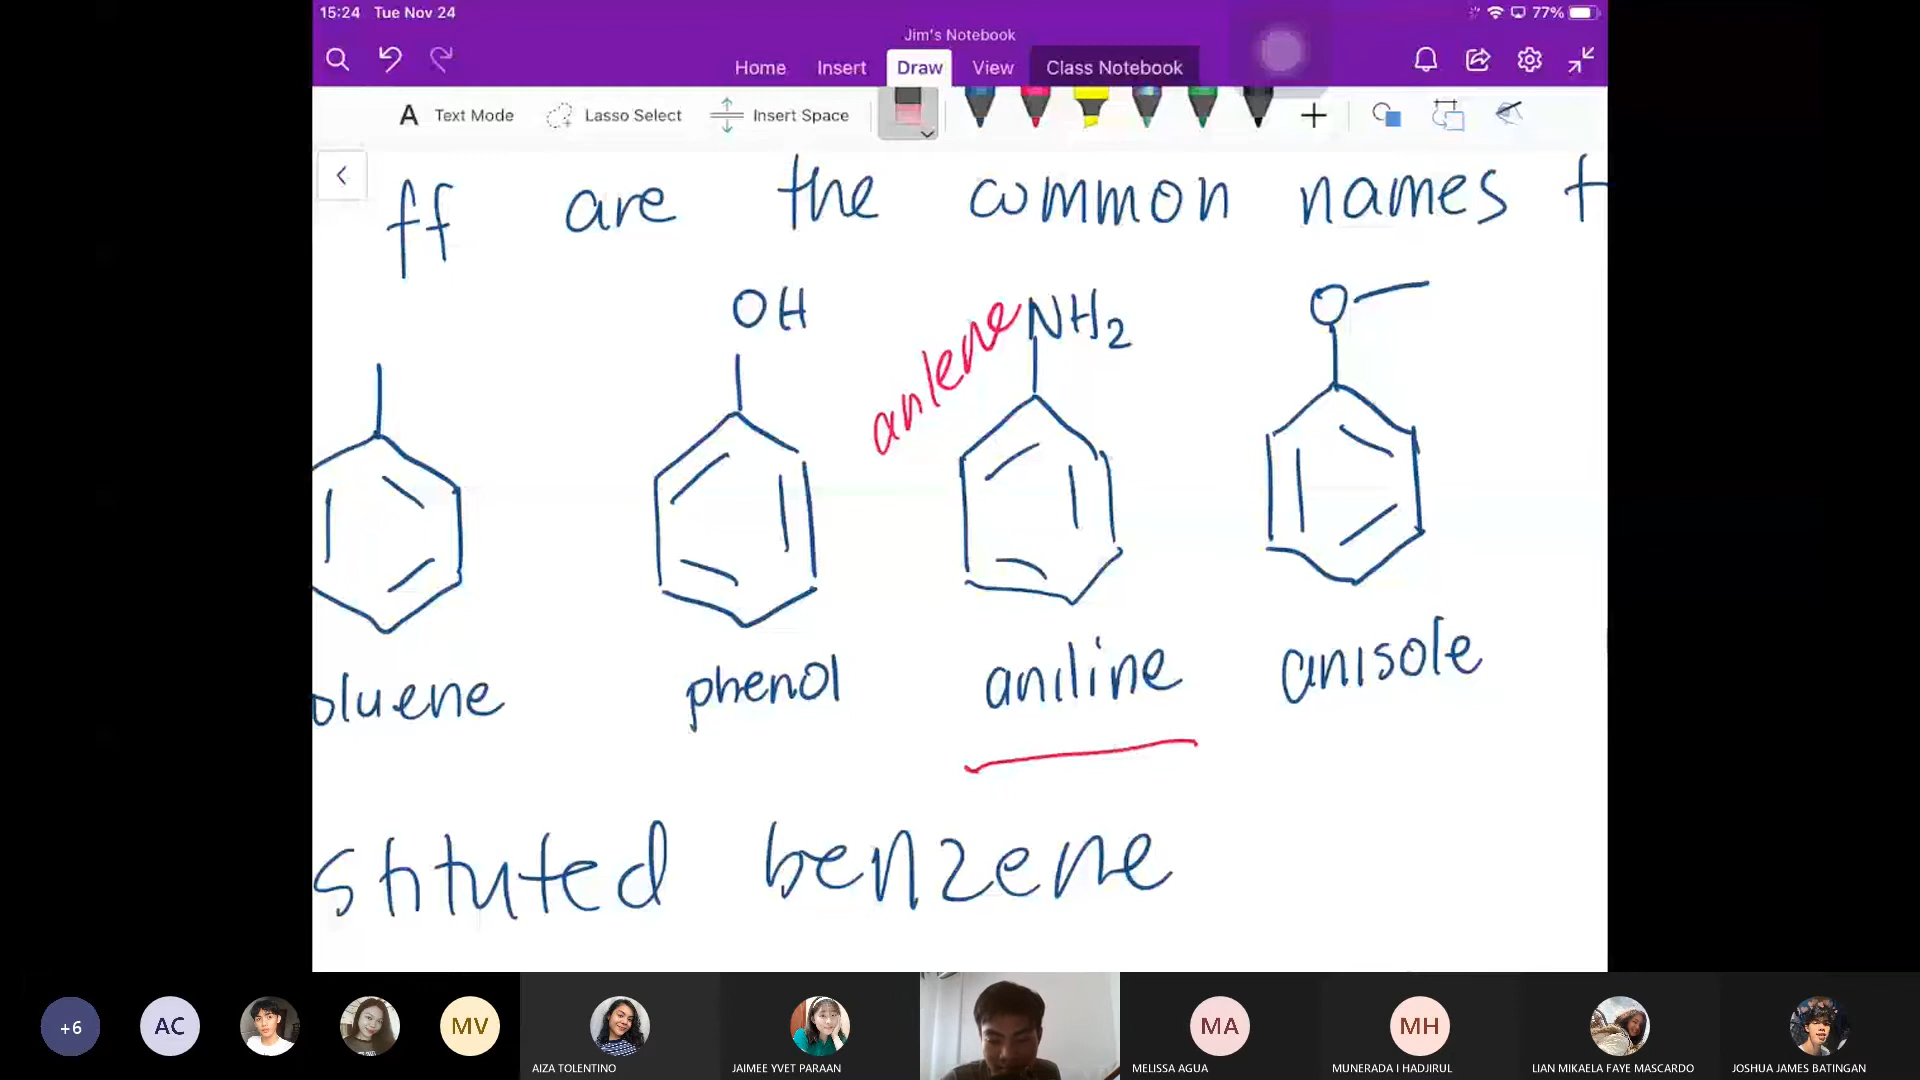 15:24 Tue Nov 24
77%
Jim's Notebook
Home Insert Draw View Class Notebook
A Text Mode Lasso Select Insert Space
ff are the common names t
OH
anlene NH2
O
oluene phenol aniline anisole
stituted benzene
+6 AC MV MA MH
AIZA TOLENTINO JAIMEE YVET PARAAN MELISSA AGUA MUNERADA I HADJIRUL LIAN MIKAELA FAYE MASCARDO JOSHUA JAMES BATINGAN